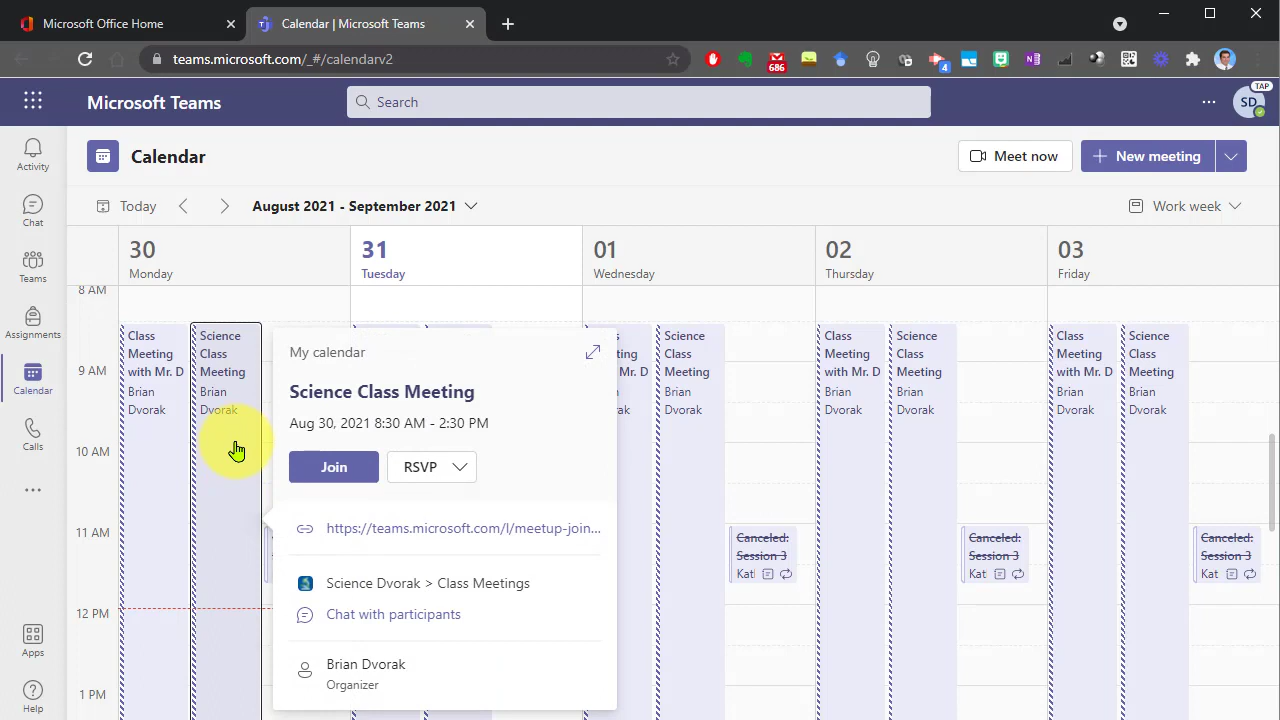 Microsoft Office Home
Calendar | Microsoft Teams
teams.microsoft.com/_#/calendarv2
686
4
Microsoft Teams
Search
TAP
SD
Activity
Chat
Teams
Assignments
Calendar
Calls
Apps
Help
Calendar
Meet now
New meeting
Today
August 2021 - September 2021
Work week
30
Monday
31
Tuesday
01
Wednesday
02
Thursday
03
Friday
8 AM
9 AM
10 AM
11 AM
12 PM
1 PM
Class
Meeting
with Mr. D
Brian
Dvorak
Science
Class
Meeting
Brian
Dvorak
My calendar
Science Class Meeting
Aug 30, 2021 8:30 AM - 2:30 PM
Join
RSVP
https://teams.microsoft.com/l/meetup-join...
Science Dvorak > Class Meetings
Chat with participants
Brian Dvorak
Organizer
Mr. D
Science
Class
Meeting
Brian
Dvorak
Canceled:
Session 3
Kat
Class
Meeting
with Mr. D
Brian
Dvorak
Science
Class
Meeting
Brian
Dvorak
Canceled:
Session 3
Kat
Class
Meeting
with Mr. D
Brian
Dvorak
Science
Class
Meeting
Brian
Dvorak
Canceled:
Session 3
Kat